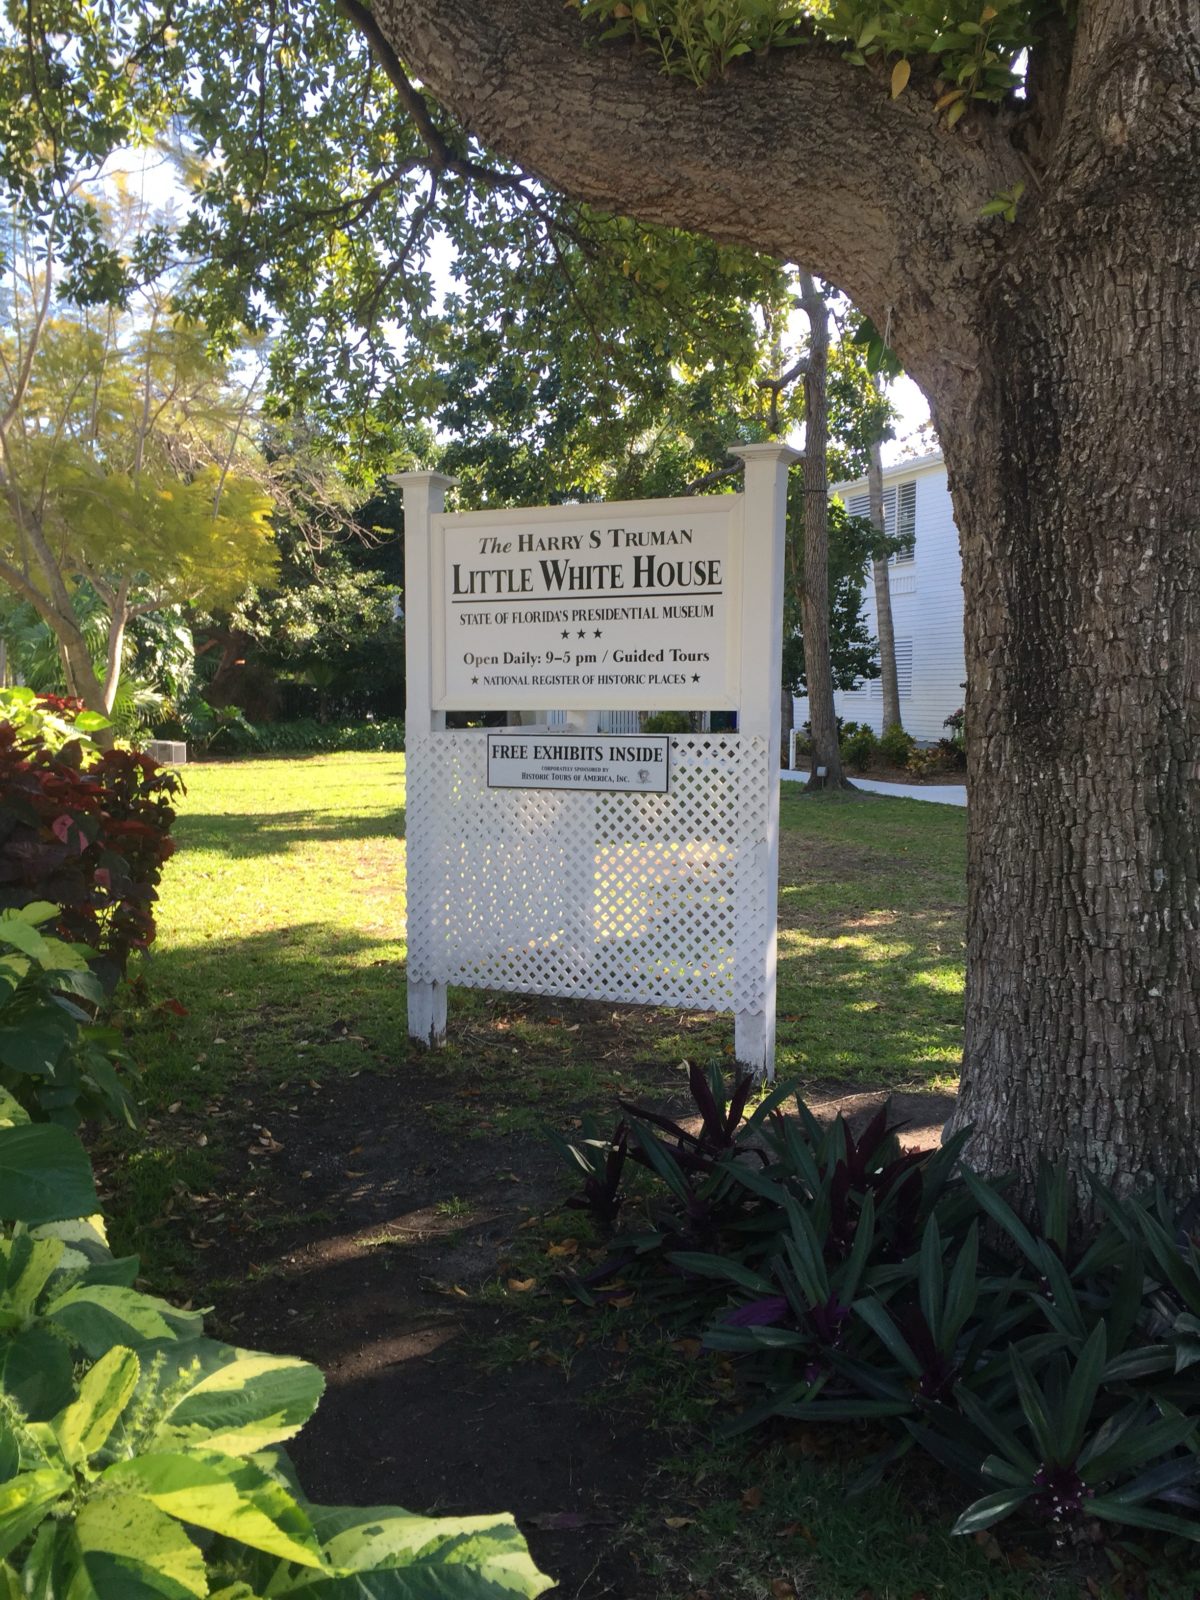 The HARRY S TRUMAN
LITTLE WHITE HOUSE
STATE OF FLORIDA'S PRESIDENTIAL MUSEUM
★ ★ ★
Open Daily: 9–5 pm / Guided Tours
★ NATIONAL REGISTER OF HISTORIC PLACES ★
FREE EXHIBITS INSIDE
CORPORATELY SPONSORED BY
HISTORIC TOURS OF AMERICA, INC.